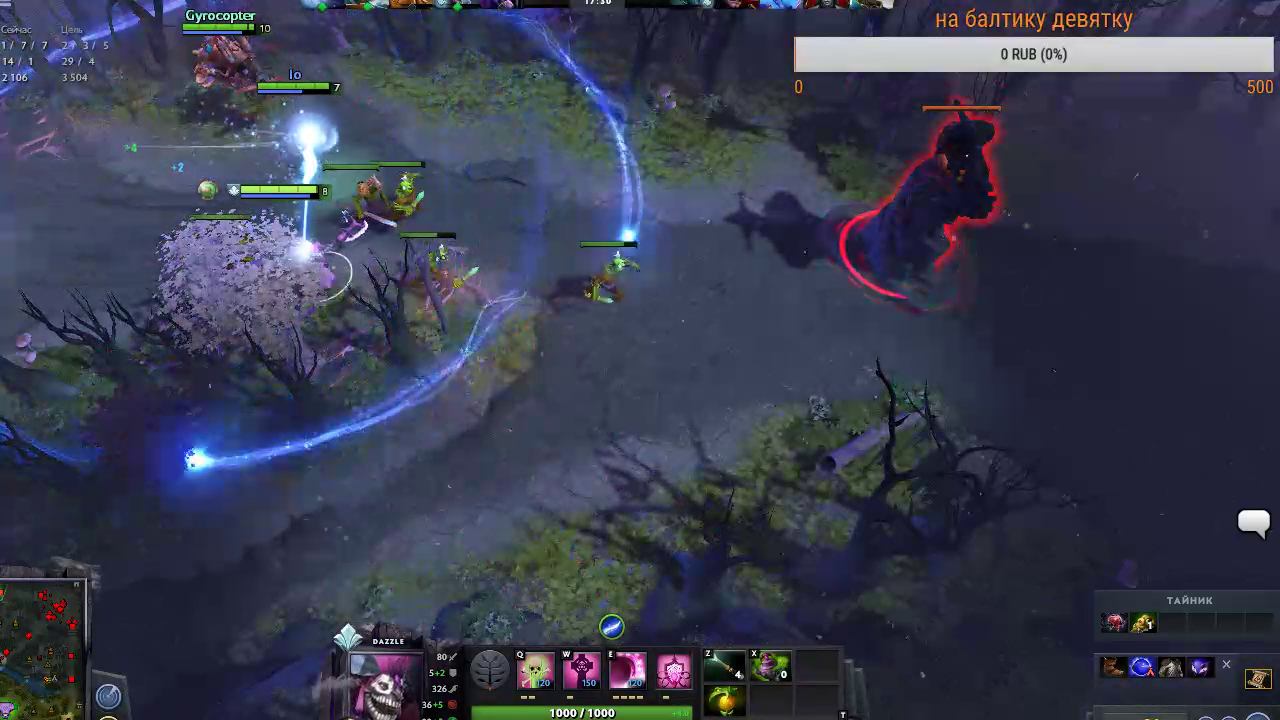 Gyrocopter
10
17:30
на балтику девятку
Сейчас
Цель
1 / 7 / 7
2 / 3 / 5
14 / 1
29 / 4
2 106
3 504
0 RUB (0%)
0
500
Io
7
+4
+2
8
ТАЙНИК
1
DAZZLE
80
5+2
326
36+5
Q
W
E
120
150
120
Z
X
4
0
1000 / 1000
T